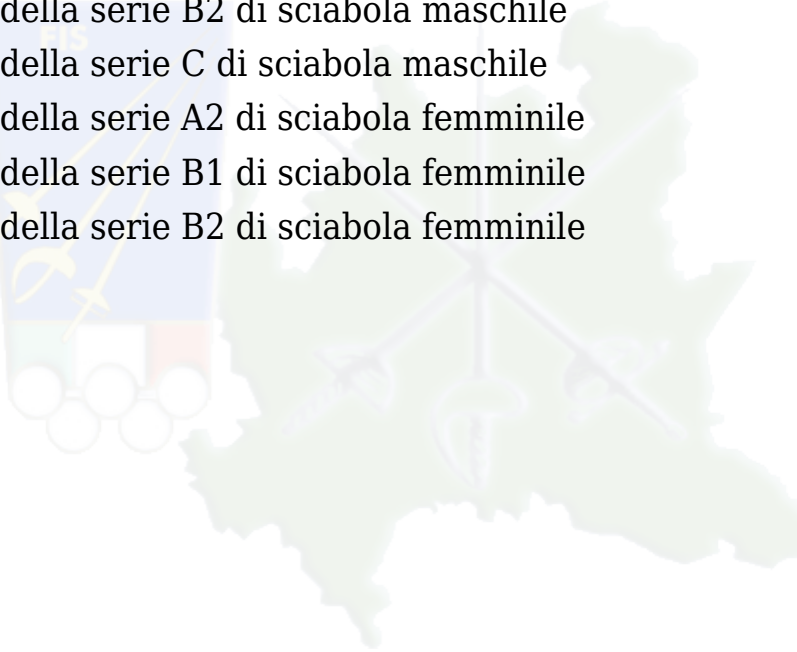 della serie B2 di sciabola maschile
FIS
della serie C di sciabola maschile
della serie A2 di sciabola femminile
della serie B1 di sciabola femminile
della serie B2 di sciabola femminile